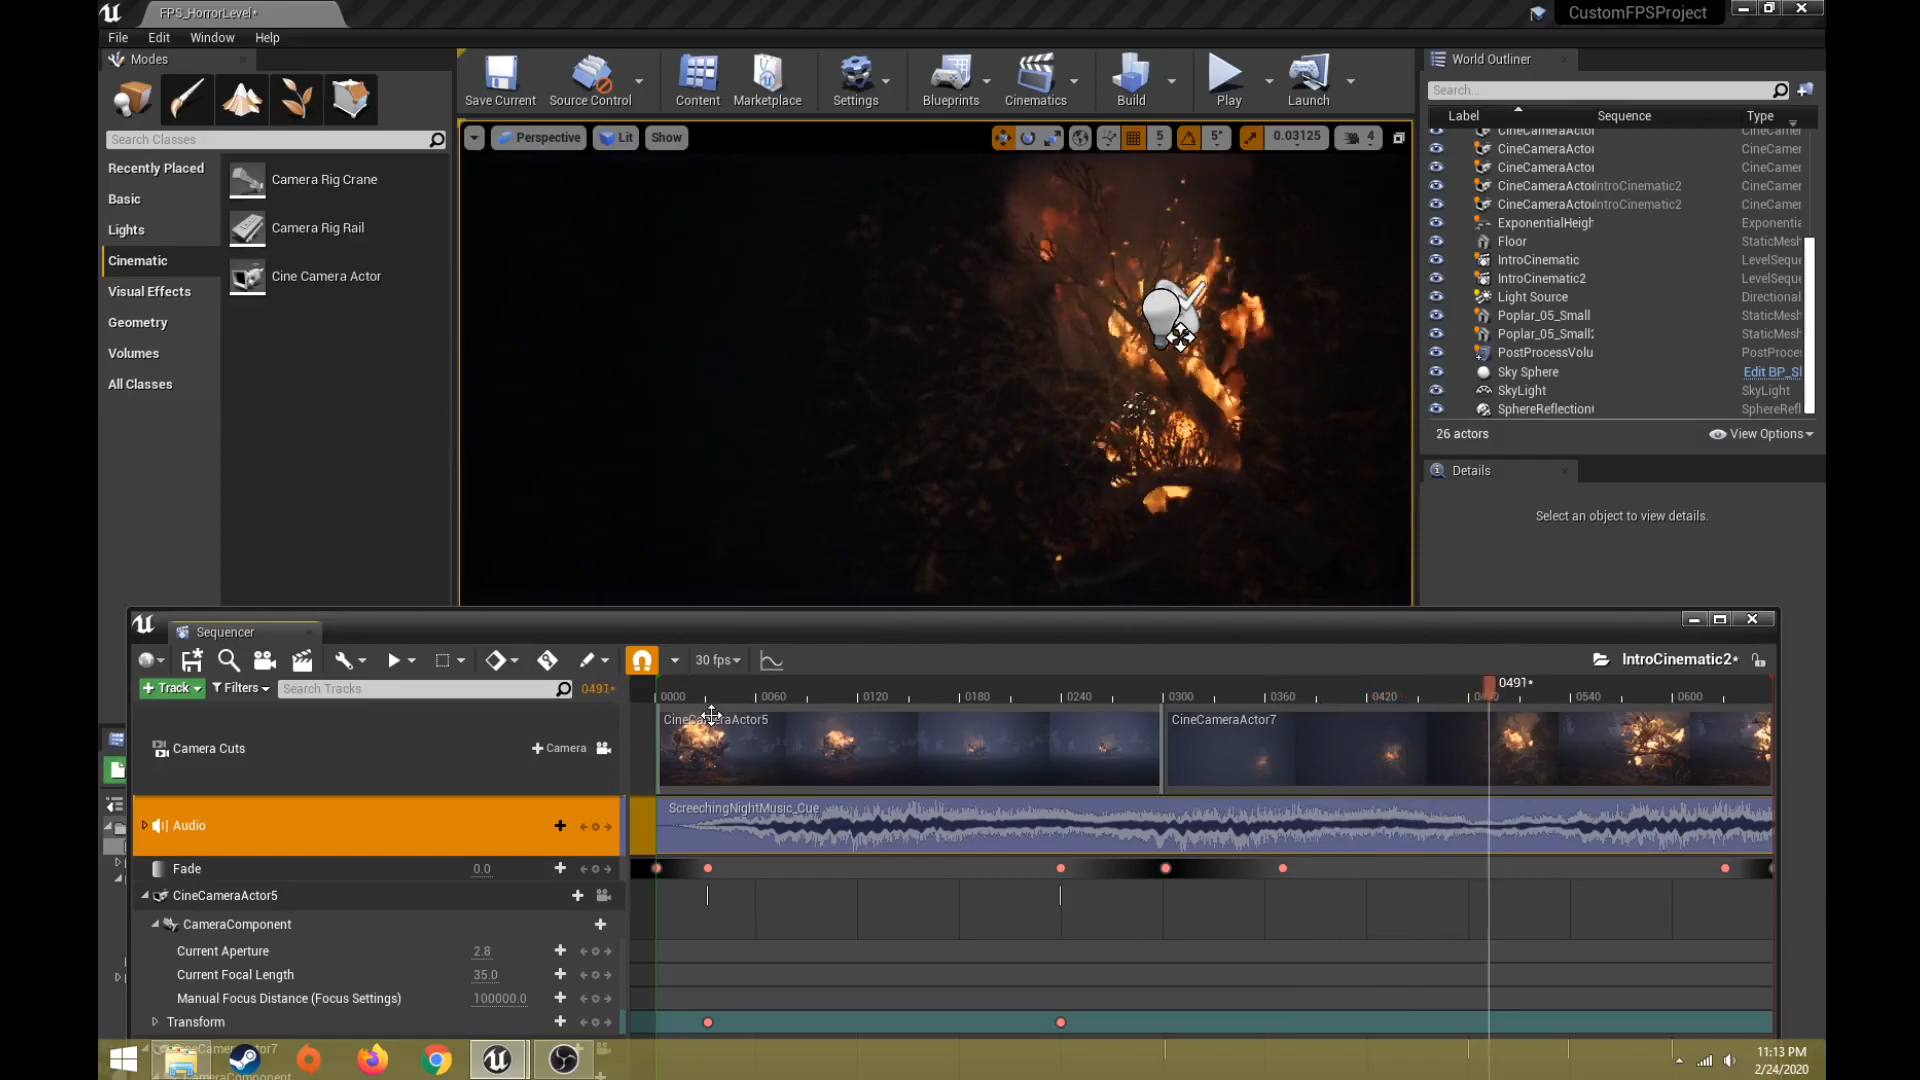 FPS_HorrorLevel*
CustomFPSProject
File Edit Window Help
Modes
Search Classes
Recently Placed
Basic
Lights
Cinematic
Visual Effects
Geometry
Volumes
All Classes
Camera Rig Crane
Camera Rig Rail
Cine Camera Actor
Save Current
Source Control
Content
Marketplace
Settings
Blueprints
Cinematics
Build
Play
Launch
Perspective Lit Show
5 5° 0.03125 4
World Outliner
Search...
Label Sequence Type
CineCameraActor CineCamer
CineCameraActor CineCamer
CineCameraActor CineCamer
CineCameraActor IntroCinematic2 CineCamer
CineCameraActor IntroCinematic2 CineCamer
ExponentialHeigh Exponentia
Floor StaticMesh
IntroCinematic LevelSeque
IntroCinematic2 LevelSeque
Light Source Directional
Poplar_05_Small StaticMesh
Poplar_05_Small2 StaticMesh
PostProcessVolu PostProces
Sky Sphere Edit BP_Sk
SkyLight SkyLight
SphereReflection SphereRefl
26 actors
View Options
Details
Select an object to view details.
Sequencer
30 fps
IntroCinematic2*
+ Track Filters Search Tracks 0491*
0000 0060 0120 0180 0240 0300 0360 0420 0491* 0540 0600
Camera Cuts + Camera
CineCameraActor5
CineCameraActor7
Audio
ScreechingNightMusic_Cue
Fade 0.0
CineCameraActor5
CameraComponent
Current Aperture 2.8
Current Focal Length 35.0
Manual Focus Distance (Focus Settings) 100000.0
Transform
11:13 PM
2/24/2020